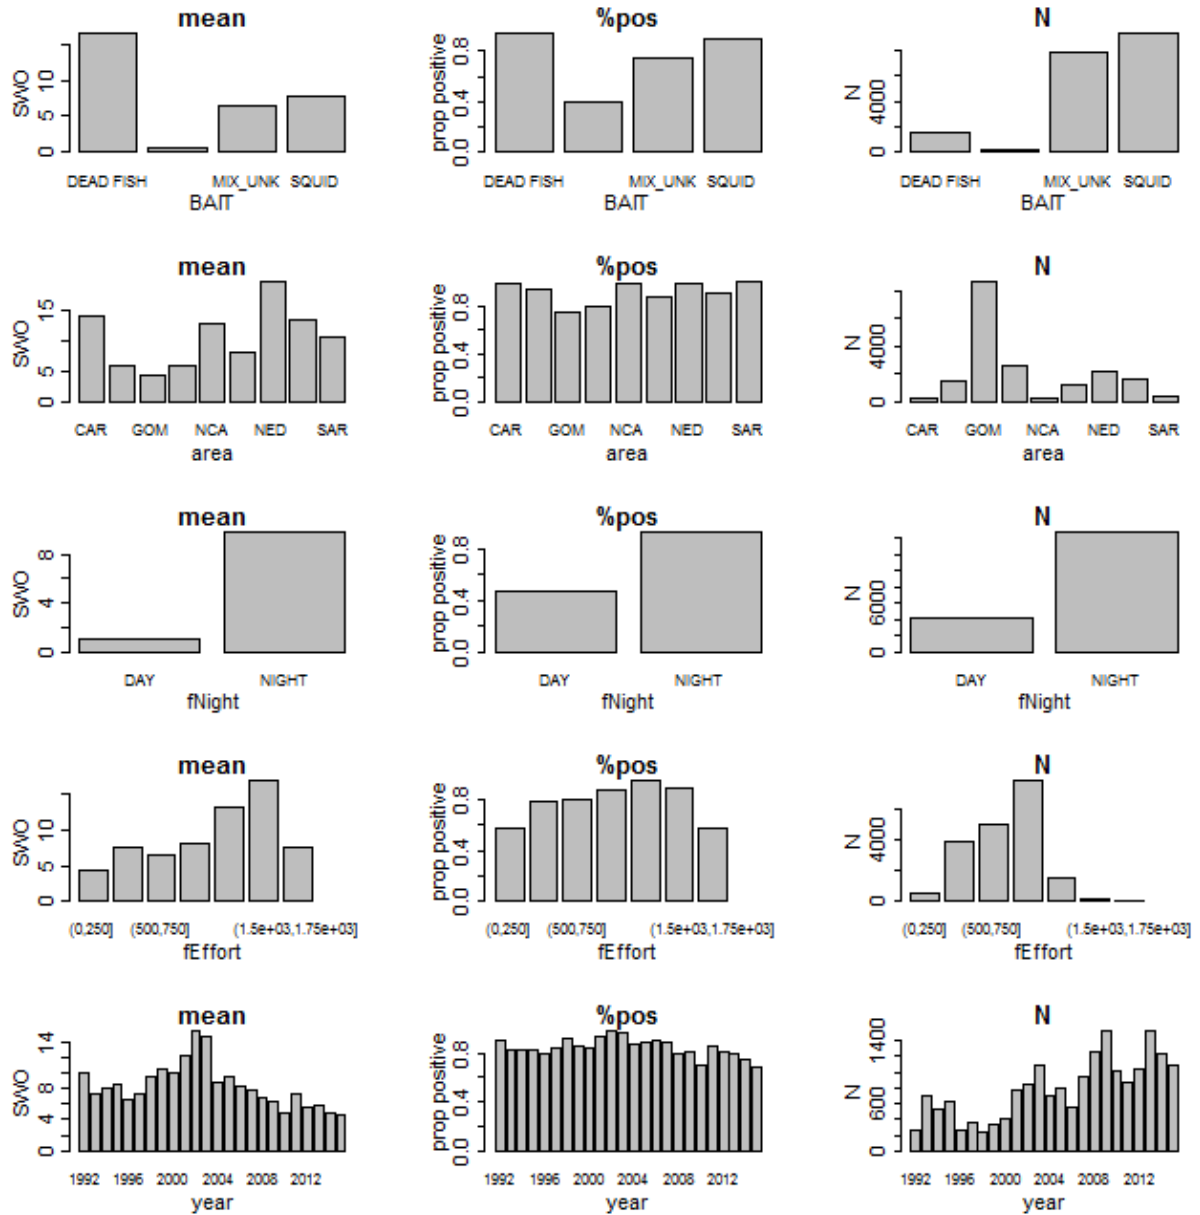 mean %pos N
SWO 0 5 10
prop positive 0.0 0.4 0.8
N 0 4000
DEAD FISH MIX_UNK SQUID DEAD FISH MIX_UNK SQUID DEAD FISH MIX_UNK SQUID
BAIT BAIT BAIT
mean %pos N
SWO 0 5 15
prop positive 0.0 0.4 0.8
N 0 4000
CAR GOM NCA NED SAR CAR GOM NCA NED SAR CAR GOM NCA NED SAR
area area area
mean %pos N
SWO 0 4 8
prop positive 0.0 0.4 0.8
N 0 6000
DAY NIGHT DAY NIGHT DAY NIGHT
fNight fNight fNight
mean %pos N
SWO 0 5 10
prop positive 0.0 0.4 0.8
N 0 4000
(0,250] (500,750] (1.5e+03,1.75e+03] (0,250] (500,750] (1.5e+03,1.75e+03] (0,250] (500,750] (1.5e+03,1.75e+03]
fEffort fEffort fEffort
mean %pos N
SWO 0 4 8 14
prop positive 0.0 0.4 0.8
N 0 600 1400
1992 1996 2000 2004 2008 2012 1992 1996 2000 2004 2008 2012 1992 1996 2000 2004 2008 2012
year year year